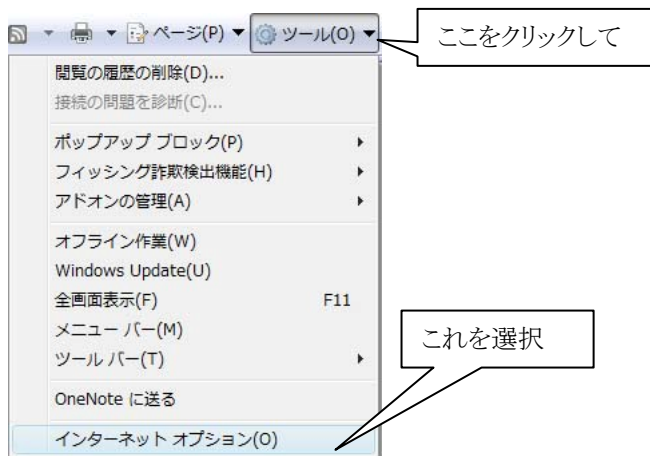 ページ(P) ツール(O)
ここをクリックして
閲覧の履歴の削除(D)...
接続の問題を診断(C)...
ポップアップ ブロック(P)
フィッシング詐欺検出機能(H)
アドオンの管理(A)
オフライン作業(W)
Windows Update(U)
全画面表示(F) F11
メニュー バー(M)
これを選択
ツール バー(T)
OneNote に送る
インターネット オプション(O)